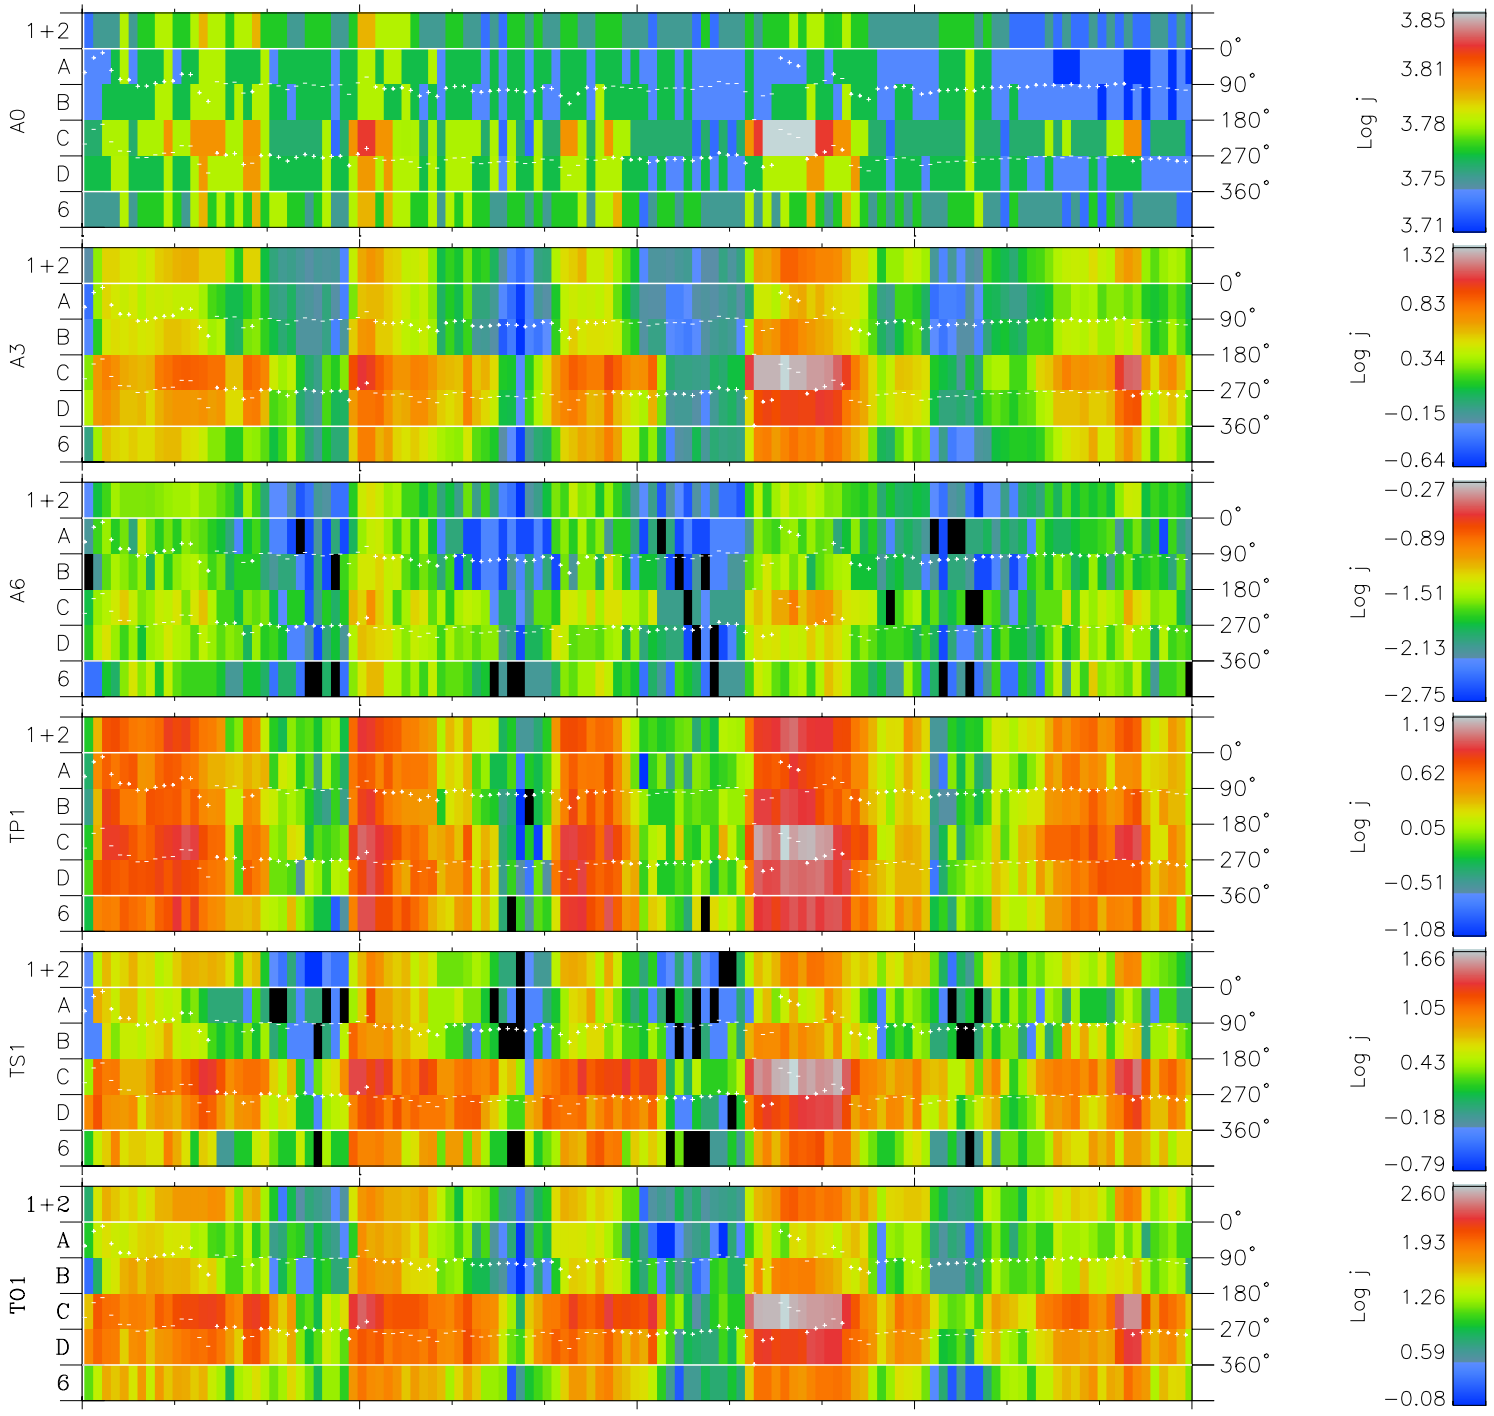 A0
1+2
A
B
C
D
6
0°
90°
180°
270°
360°
Log j
3.85
3.81
3.78
3.75
3.71
A3
1+2
A
B
C
D
6
0°
90°
180°
270°
360°
Log j
1.32
0.83
0.34
−0.15
−0.64
A6
1+2
A
B
C
D
6
0°
90°
180°
270°
360°
Log j
−0.27
−0.89
−1.51
−2.13
−2.75
TP1
1+2
A
B
C
D
6
0°
90°
180°
270°
360°
Log j
1.19
0.62
0.05
−0.51
−1.08
TS1
1+2
A
B
C
D
6
0°
90°
180°
270°
360°
Log j
1.66
1.05
0.43
−0.18
−0.79
TO1
1+2
A
B
C
D
6
0°
90°
180°
270°
360°
Log j
2.60
1.93
1.26
0.59
−0.08